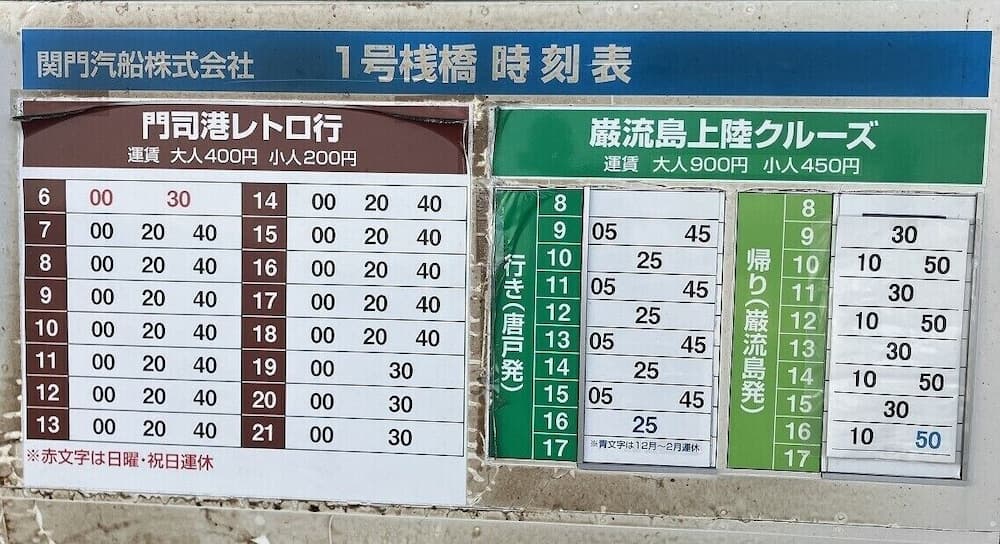 関門汽船株式会社 1号桟橋 時刻表
門司港レトロ行
運賃 大人400円 小人200円
6 00 30
7 00 20 40
8 00 20 40
9 00 20 40
10 00 20 40
11 00 20 40
12 00 20 40
13 00 20 40
14 00 20 40
15 00 20 40
16 00 20 40
17 00 20 40
18 00 20 40
19 00 30
20 00 30
21 00 30
※赤文字は日曜・祝日運休
巌流島上陸クルーズ
運賃 大人900円 小人450円
行き(唐戸発)
8
9 05 45
10 25
11 05 45
12 25
13 05 45
14 25
15 05 45
16 25
17 ※青文字は12月〜2月運休
帰り(巌流島発)
8
9 30
10 10 50
11 30
12 10 50
13 30
14 10 50
15 30
16 10 50
17